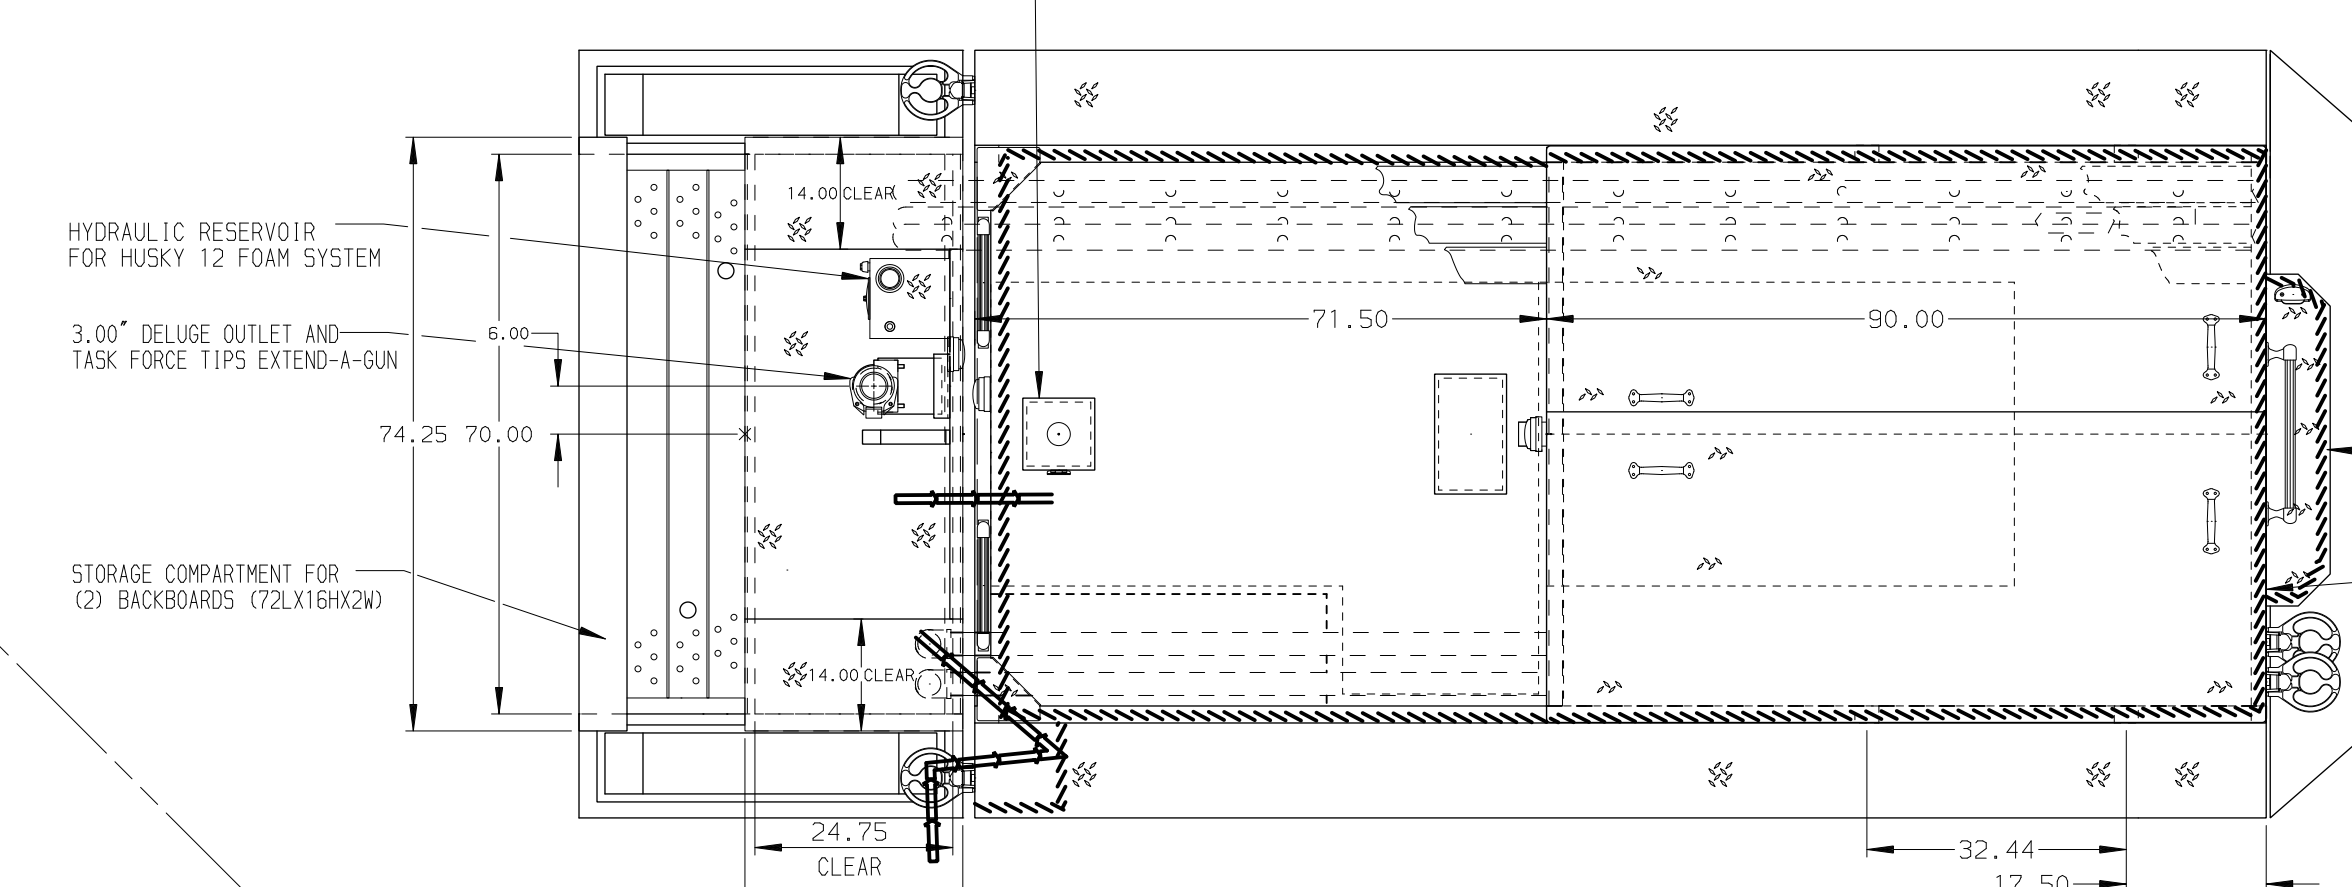 14.00 CLEAR
HYDRAULIC RESERVOIR
FOR HUSKY 12 FOAM SYSTEM
3.00" DELUGE OUTLET AND
TASK FORCE TIPS EXTEND-A-GUN
6.00
71.50
90.00
74.25 70.00
STORAGE COMPARTMENT FOR
(2) BACKBOARDS (72LX16HX2W)
14.00 CLEAR
24.75
CLEAR
32.44
17.50